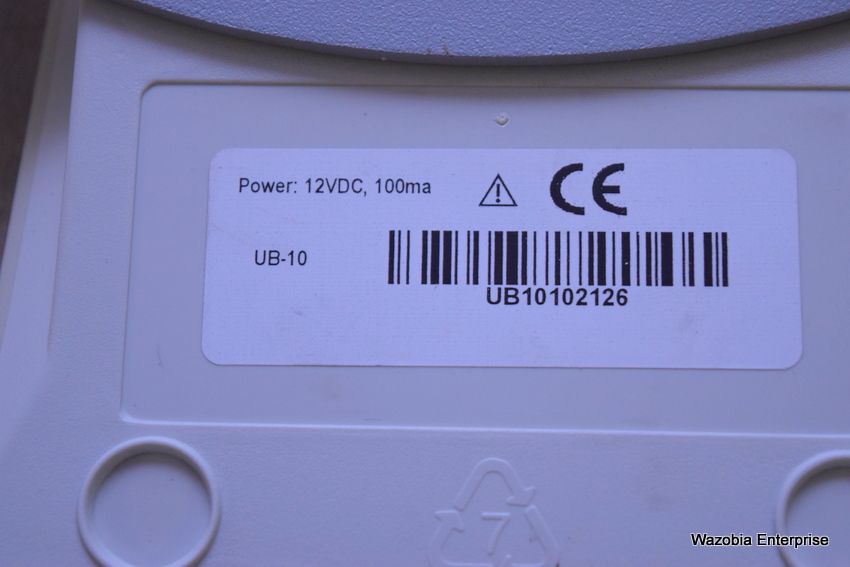 Power: 12VDC, 100ma
CE
UB-10
UB10102126
7
Wazobia Enterprise